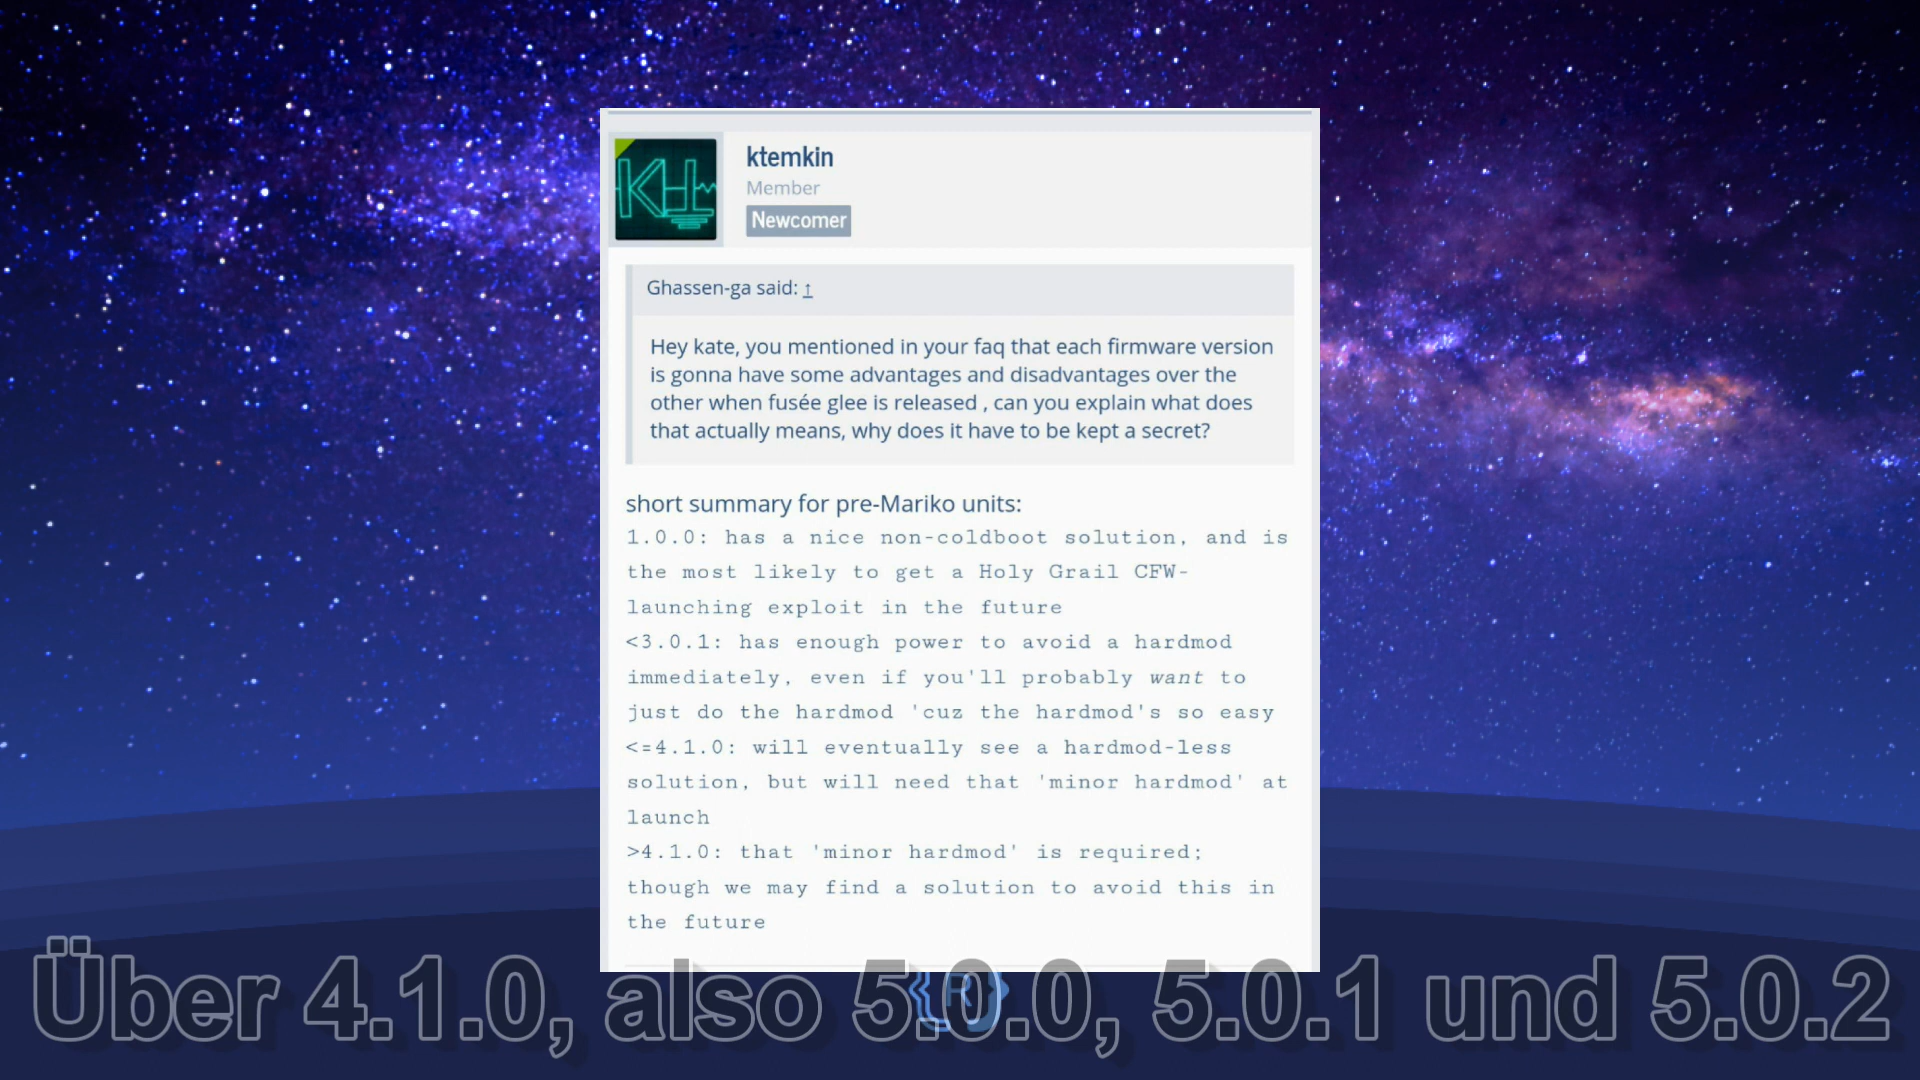 ktemkin
Member
Newcomer
Ghassen-ga said: ↑
Hey kate, you mentioned in your faq that each firmware version
is gonna have some advantages and disadvantages over the
other when fusée glee is released , can you explain what does
that actually means, why does it have to be kept a secret?
short summary for pre-Mariko units:
1.0.0: has a nice non-coldboot solution, and is
the most likely to get a Holy Grail CFW-
launching exploit in the future
<3.0.1: has enough power to avoid a hardmod
immediately, even if you'll probably want to
just do the hardmod 'cuz the hardmod's so easy
<=4.1.0: will eventually see a hardmod-less
solution, but will need that 'minor hardmod' at
launch
>4.1.0: that 'minor hardmod' is required;
though we may find a solution to avoid this in
the future
Über 4.1.0, also 5.0.0, 5.0.1 und 5.0.2